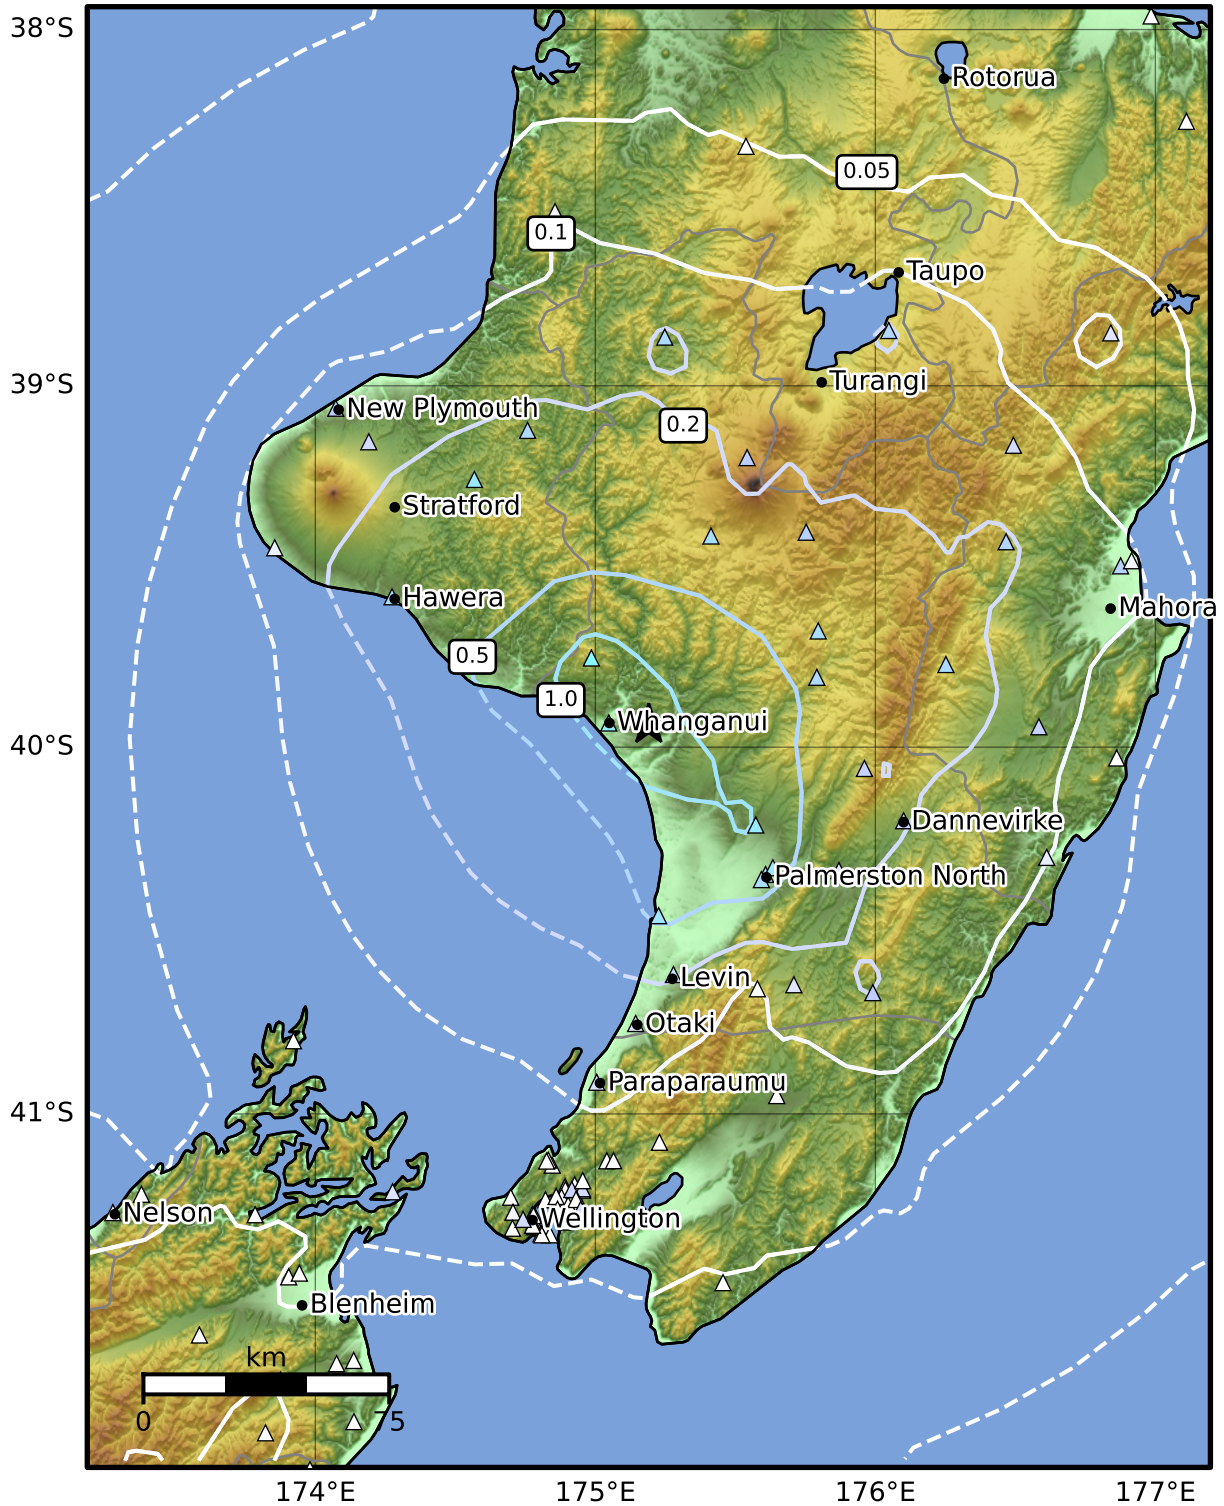 38°S
Rotorua
0.05
0.1
Taupo
39°S
Turangi
New Plymouth
0.2
Stratford
Hawera
Mahora
0.5
1.0
Whanganui
40°S
Dannevirke
Palmerston North
Levin
Otaki
Paraparaumu
41°S
Nelson
Wellington
Blenheim
km
0
75
174°E
175°E
176°E
177°E